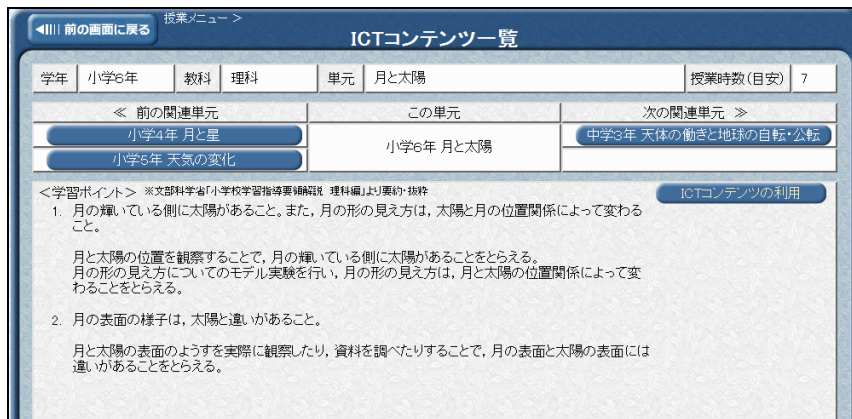 授業メニュー >
前の画面に戻る
ICTコンテンツ一覧
学年 小学6年 教科 理科 単元 月と太陽 授業時数(目安) 7
≪ 前の関連単元 この単元 次の関連単元 ≫
小学4年 月と星 小学6年 月と太陽 中学3年 天体の働きと地球の自転・公転
小学5年 天気の変化
<学習ポイント> ※文部科学省「小学校学習指導要領解説 理科編」より要約・抜粋 ICTコンテンツの利用
1. 月の輝いている側に太陽があること。また, 月の形の見え方は, 太陽と月の位置関係によって変わる
こと。
月と太陽の位置を観察することで, 月の輝いている側に太陽があることをとらえる。
月の形の見え方についてのモデル実験を行い, 月の形の見え方は, 月と太陽の位置関係によって変
わることをとらえる。
2. 月の表面の様子は, 太陽と違いがあること。
月と太陽の表面のようすを実際に観察したり, 資料を調べたりすることで, 月の表面と太陽の表面には
違いがあることをとらえる。